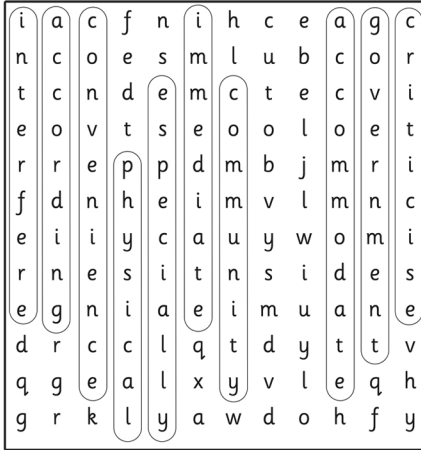 i a c f n i h c e a g c
n c o e s m l u b c o r
t c n d e m c t e c v i
e o v t s e o o l o e t
r r e p p d m b j m r i
f d n h e i m v l m n c
e i i y c a u y w o m i
r n e s i t n s i d e s
e g n i a e i m u a n e
d r c c l q t d y t t v
q g e a l x y v l e q h
g r k l y a w d o h f y